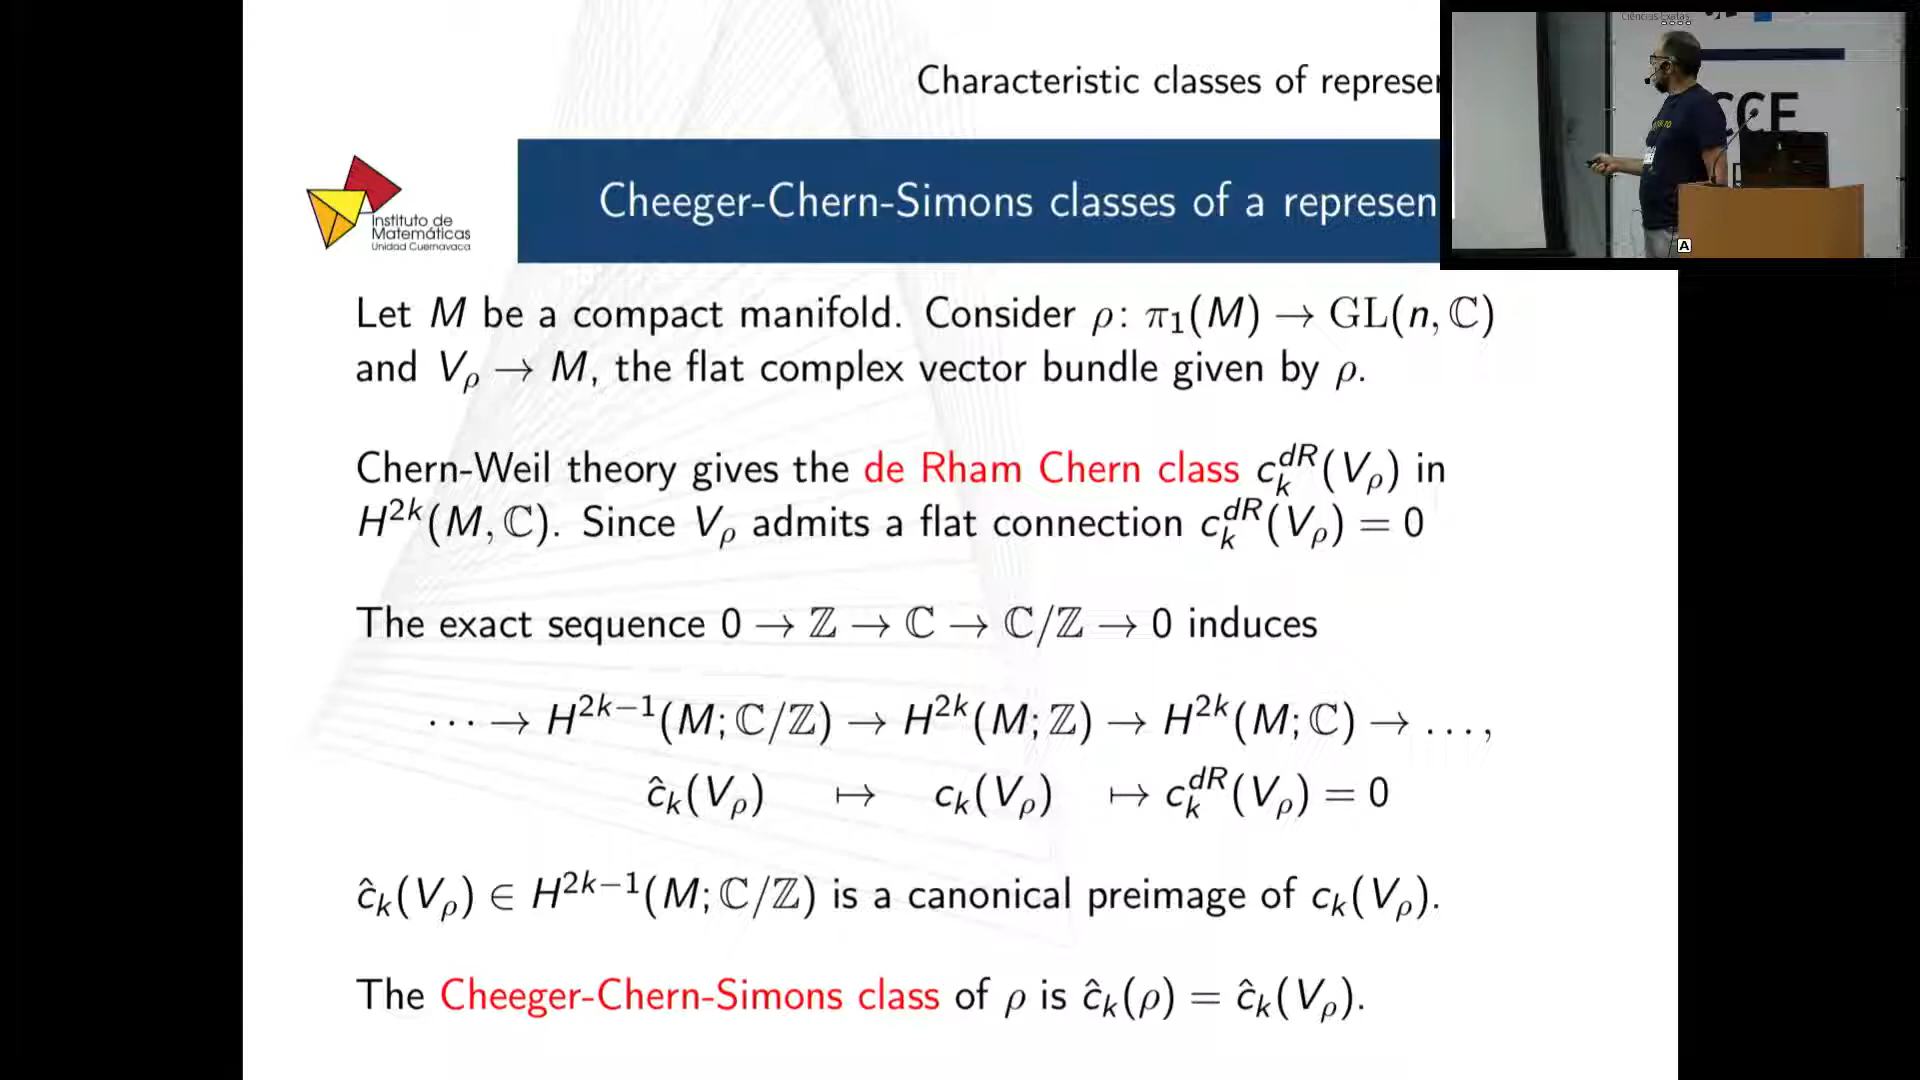 Ciências Exatas
CCE
Characteristic classes of represe
Cheeger-Chern-Simons classes of a represen
Instituto de
Matemáticas
Unidad Cuernavaca
A
Let M be a compact manifold. Consider ρ: π₁(M) → GL(n, ℂ)
and V_ρ → M, the flat complex vector bundle given by ρ.
Chern-Weil theory gives the de Rham Chern class c_k^{dR}(V_ρ) in
H^{2k}(M, ℂ). Since V_ρ admits a flat connection c_k^{dR}(V_ρ) = 0
The exact sequence 0 → ℤ → ℂ → ℂ/ℤ → 0 induces
⋯ → H^{2k−1}(M; ℂ/ℤ) → H^{2k}(M; ℤ) → H^{2k}(M; ℂ) → …,
ĉ_k(V_ρ) ↦ c_k(V_ρ) ↦ c_k^{dR}(V_ρ) = 0
ĉ_k(V_ρ) ∈ H^{2k−1}(M; ℂ/ℤ) is a canonical preimage of c_k(V_ρ).
The Cheeger-Chern-Simons class of ρ is ĉ_k(ρ) = ĉ_k(V_ρ).